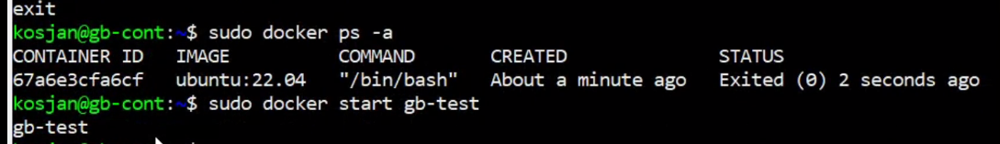 exit
kosjan@gb-cont:~$ sudo docker ps -a
CONTAINER ID   IMAGE          COMMAND       CREATED              STATUS
67a6e3cfa6cf   ubuntu:22.04   "/bin/bash"   About a minute ago   Exited (0) 2 seconds ago
kosjan@gb-cont:~$ sudo docker start gb-test
gb-test